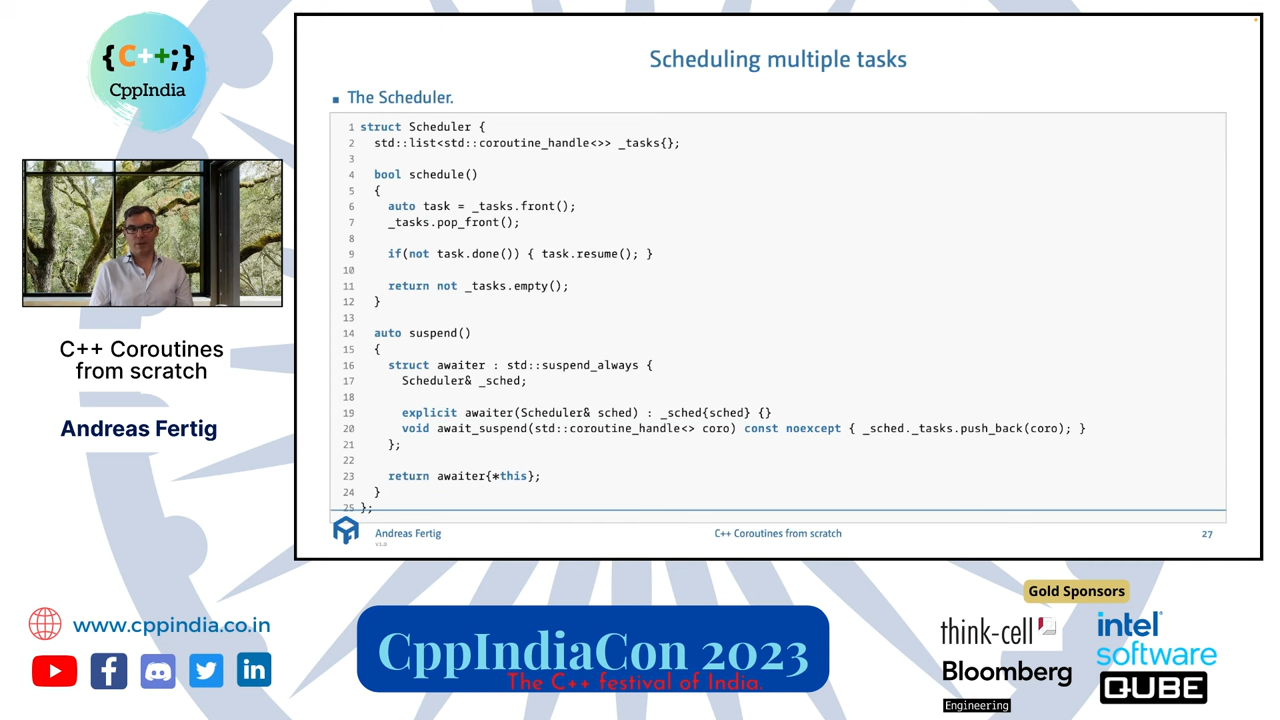 {C++;}
CppIndia
C++ Coroutines
from scratch
Andreas Fertig
Scheduling multiple tasks
■ The Scheduler.
1 struct Scheduler {
2 std::list<std::coroutine_handle<>> _tasks{};
3
4 bool schedule()
5 {
6 auto task = _tasks.front();
7 _tasks.pop_front();
8
9 if(not task.done()) { task.resume(); }
10
11 return not _tasks.empty();
12 }
13
14 auto suspend()
15 {
16 struct awaiter : std::suspend_always {
17 Scheduler& _sched;
18
19 explicit awaiter(Scheduler& sched) : _sched{sched} {}
20 void await_suspend(std::coroutine_handle<> coro) const noexcept { _sched._tasks.push_back(coro); }
21 };
22
23 return awaiter{*this};
24 }
25 };
Andreas Fertig
v1.0
C++ Coroutines from scratch
27
www.cppindia.co.in
CppIndiaCon 2023
The C++ festival of India.
Gold Sponsors
think-cell
intel
software
Bloomberg
Engineering
QUBE